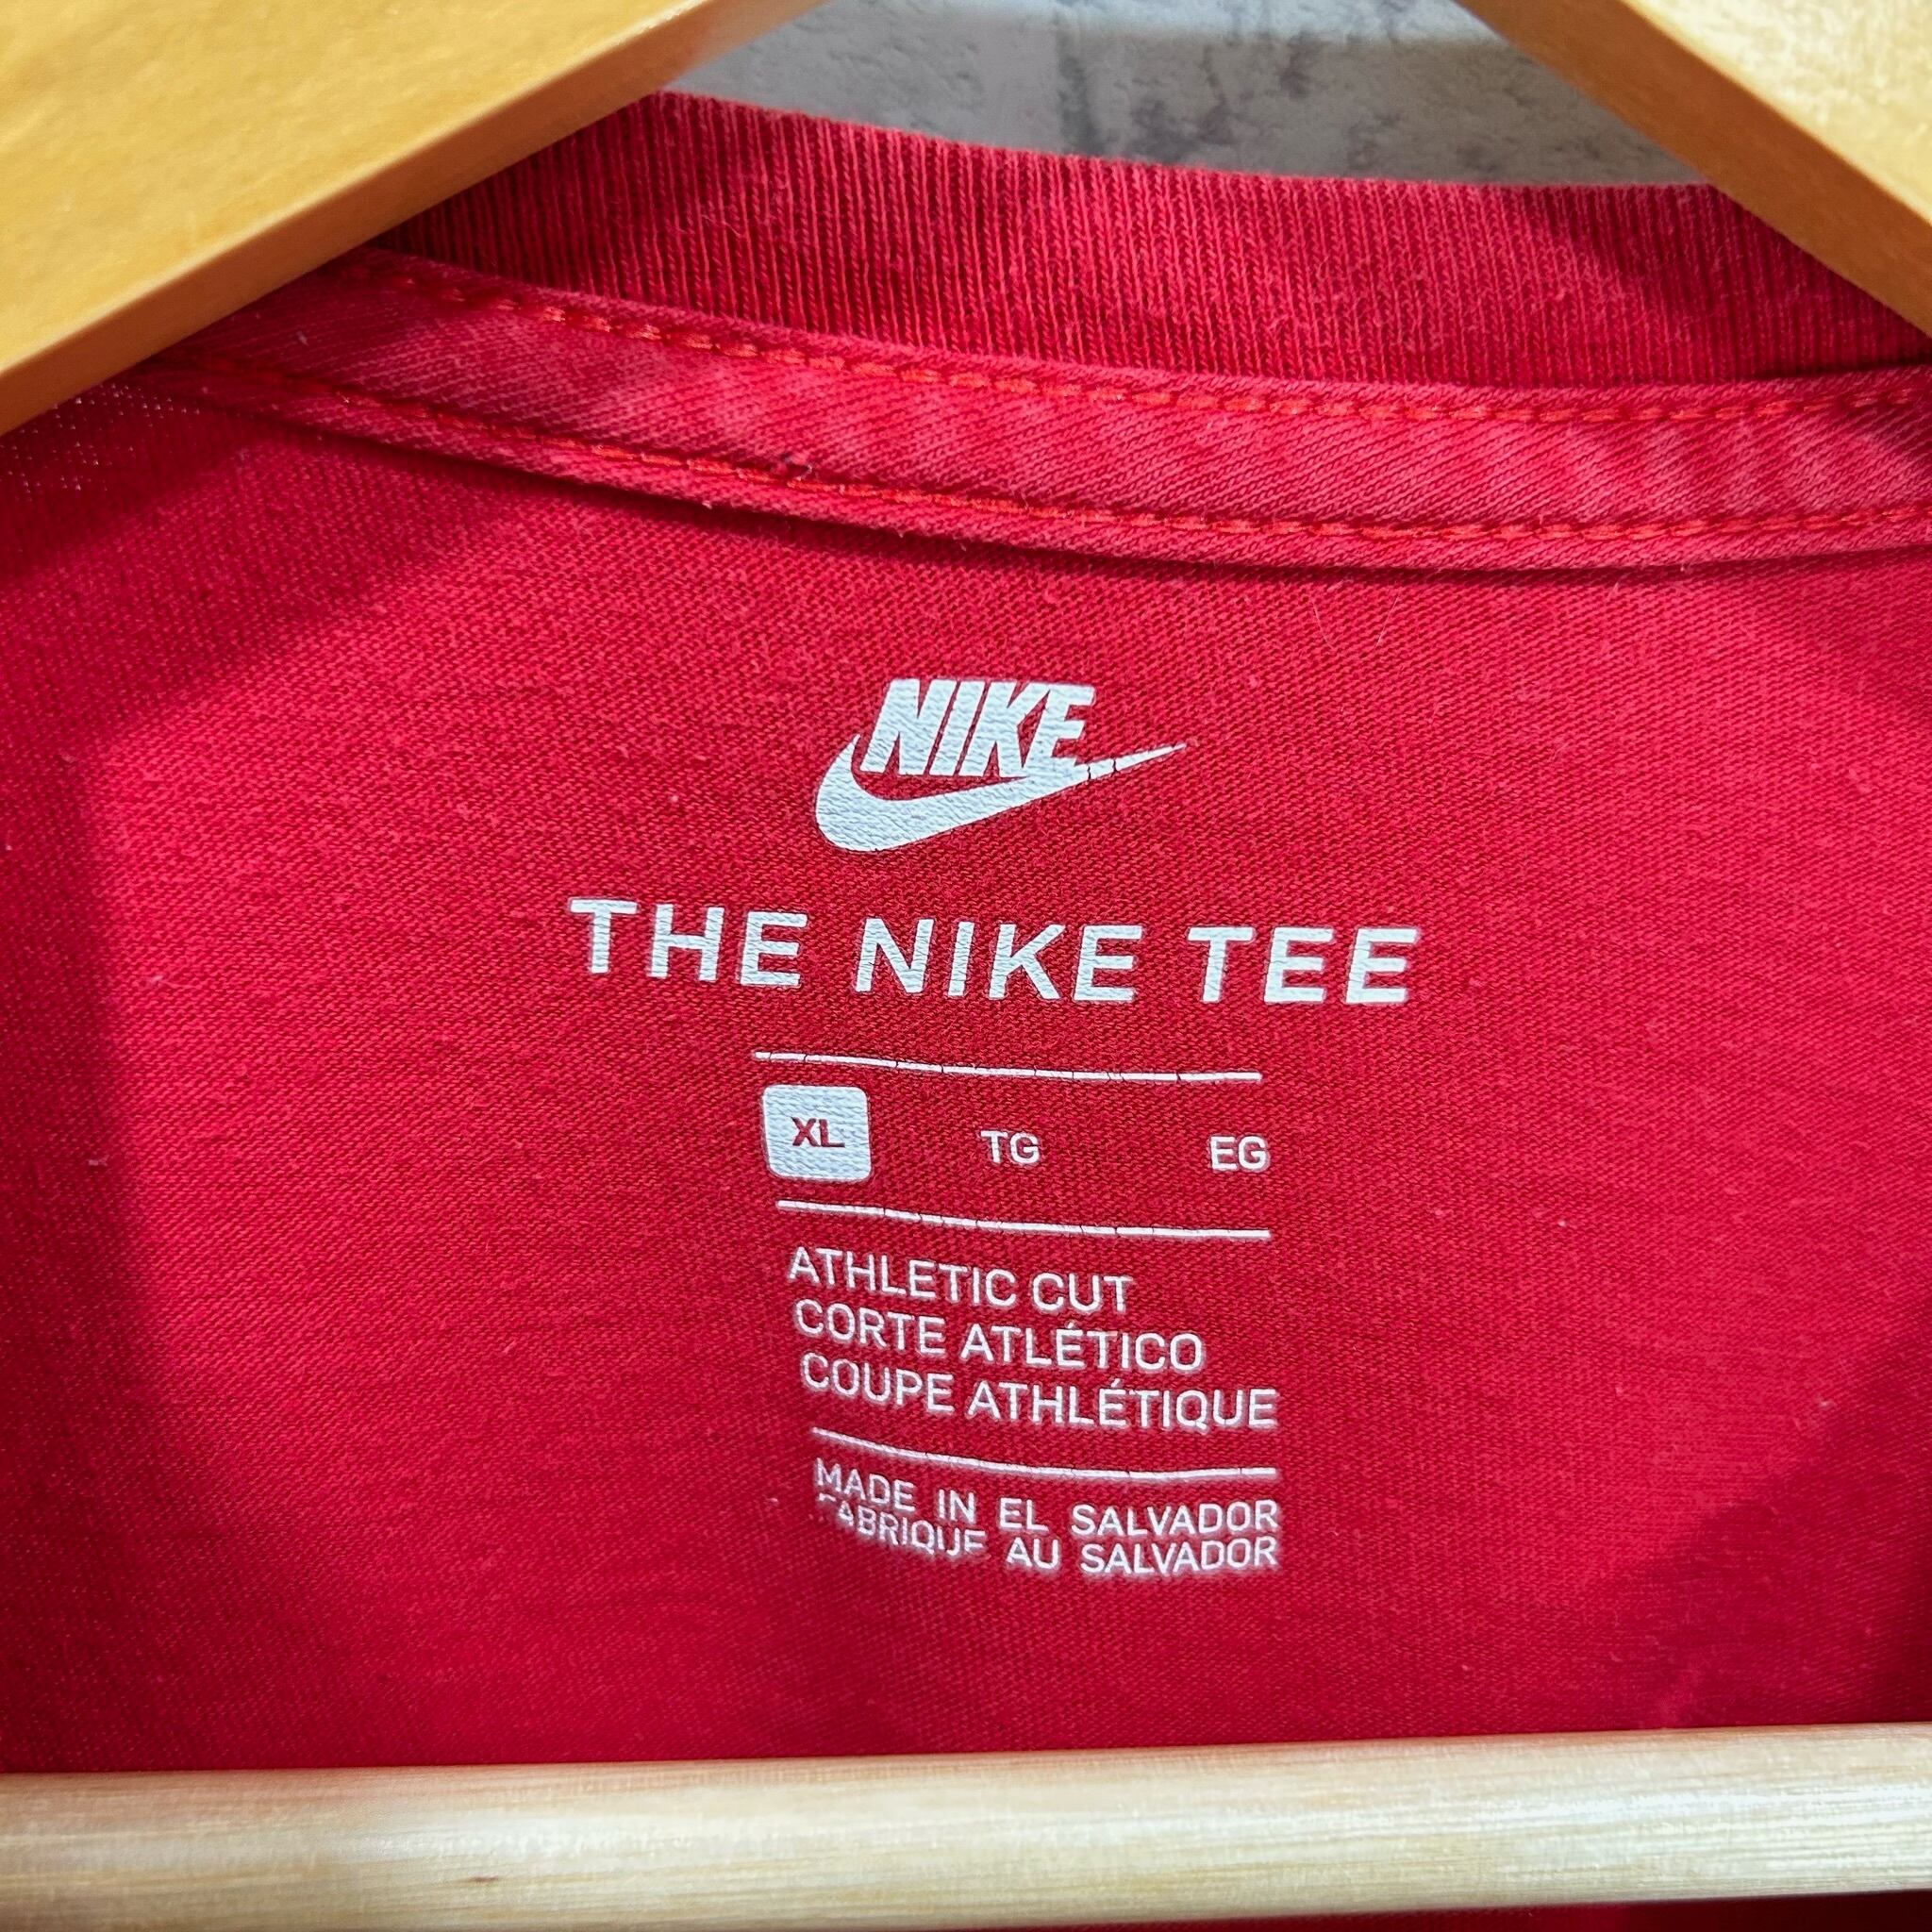 NIKE
THE NIKE TEE
XL TG EG
ATHLETIC CUT
CORTE ATLÉTICO
COUPE ATHLÉTIQUE
MADE IN EL SALVADOR
FABRIQUE AU SALVADOR